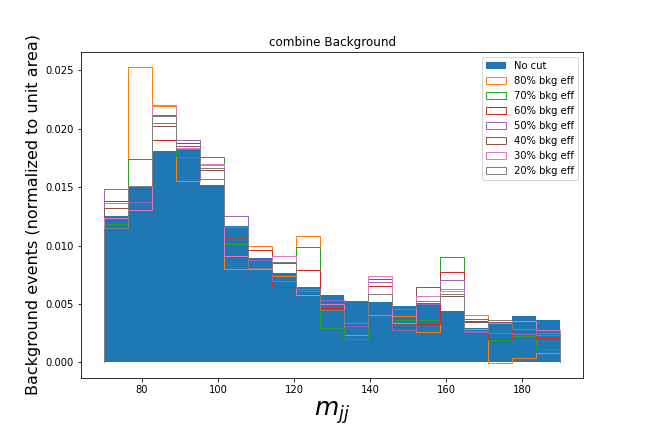 combine Background
Background events (normalized to unit area)
0.025
0.020
0.015
0.010
0.005
0.000
No cut
80% bkg eff
70% bkg eff
60% bkg eff
50% bkg eff
40% bkg eff
30% bkg eff
20% bkg eff
80 100 120 140 160 180
m_{jj}